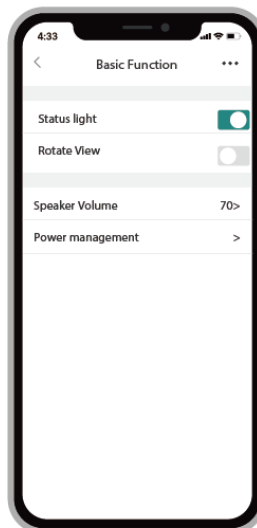 4:33
< Basic Function •••
Status light
Rotate View
Speaker Volume 70>
Power management >